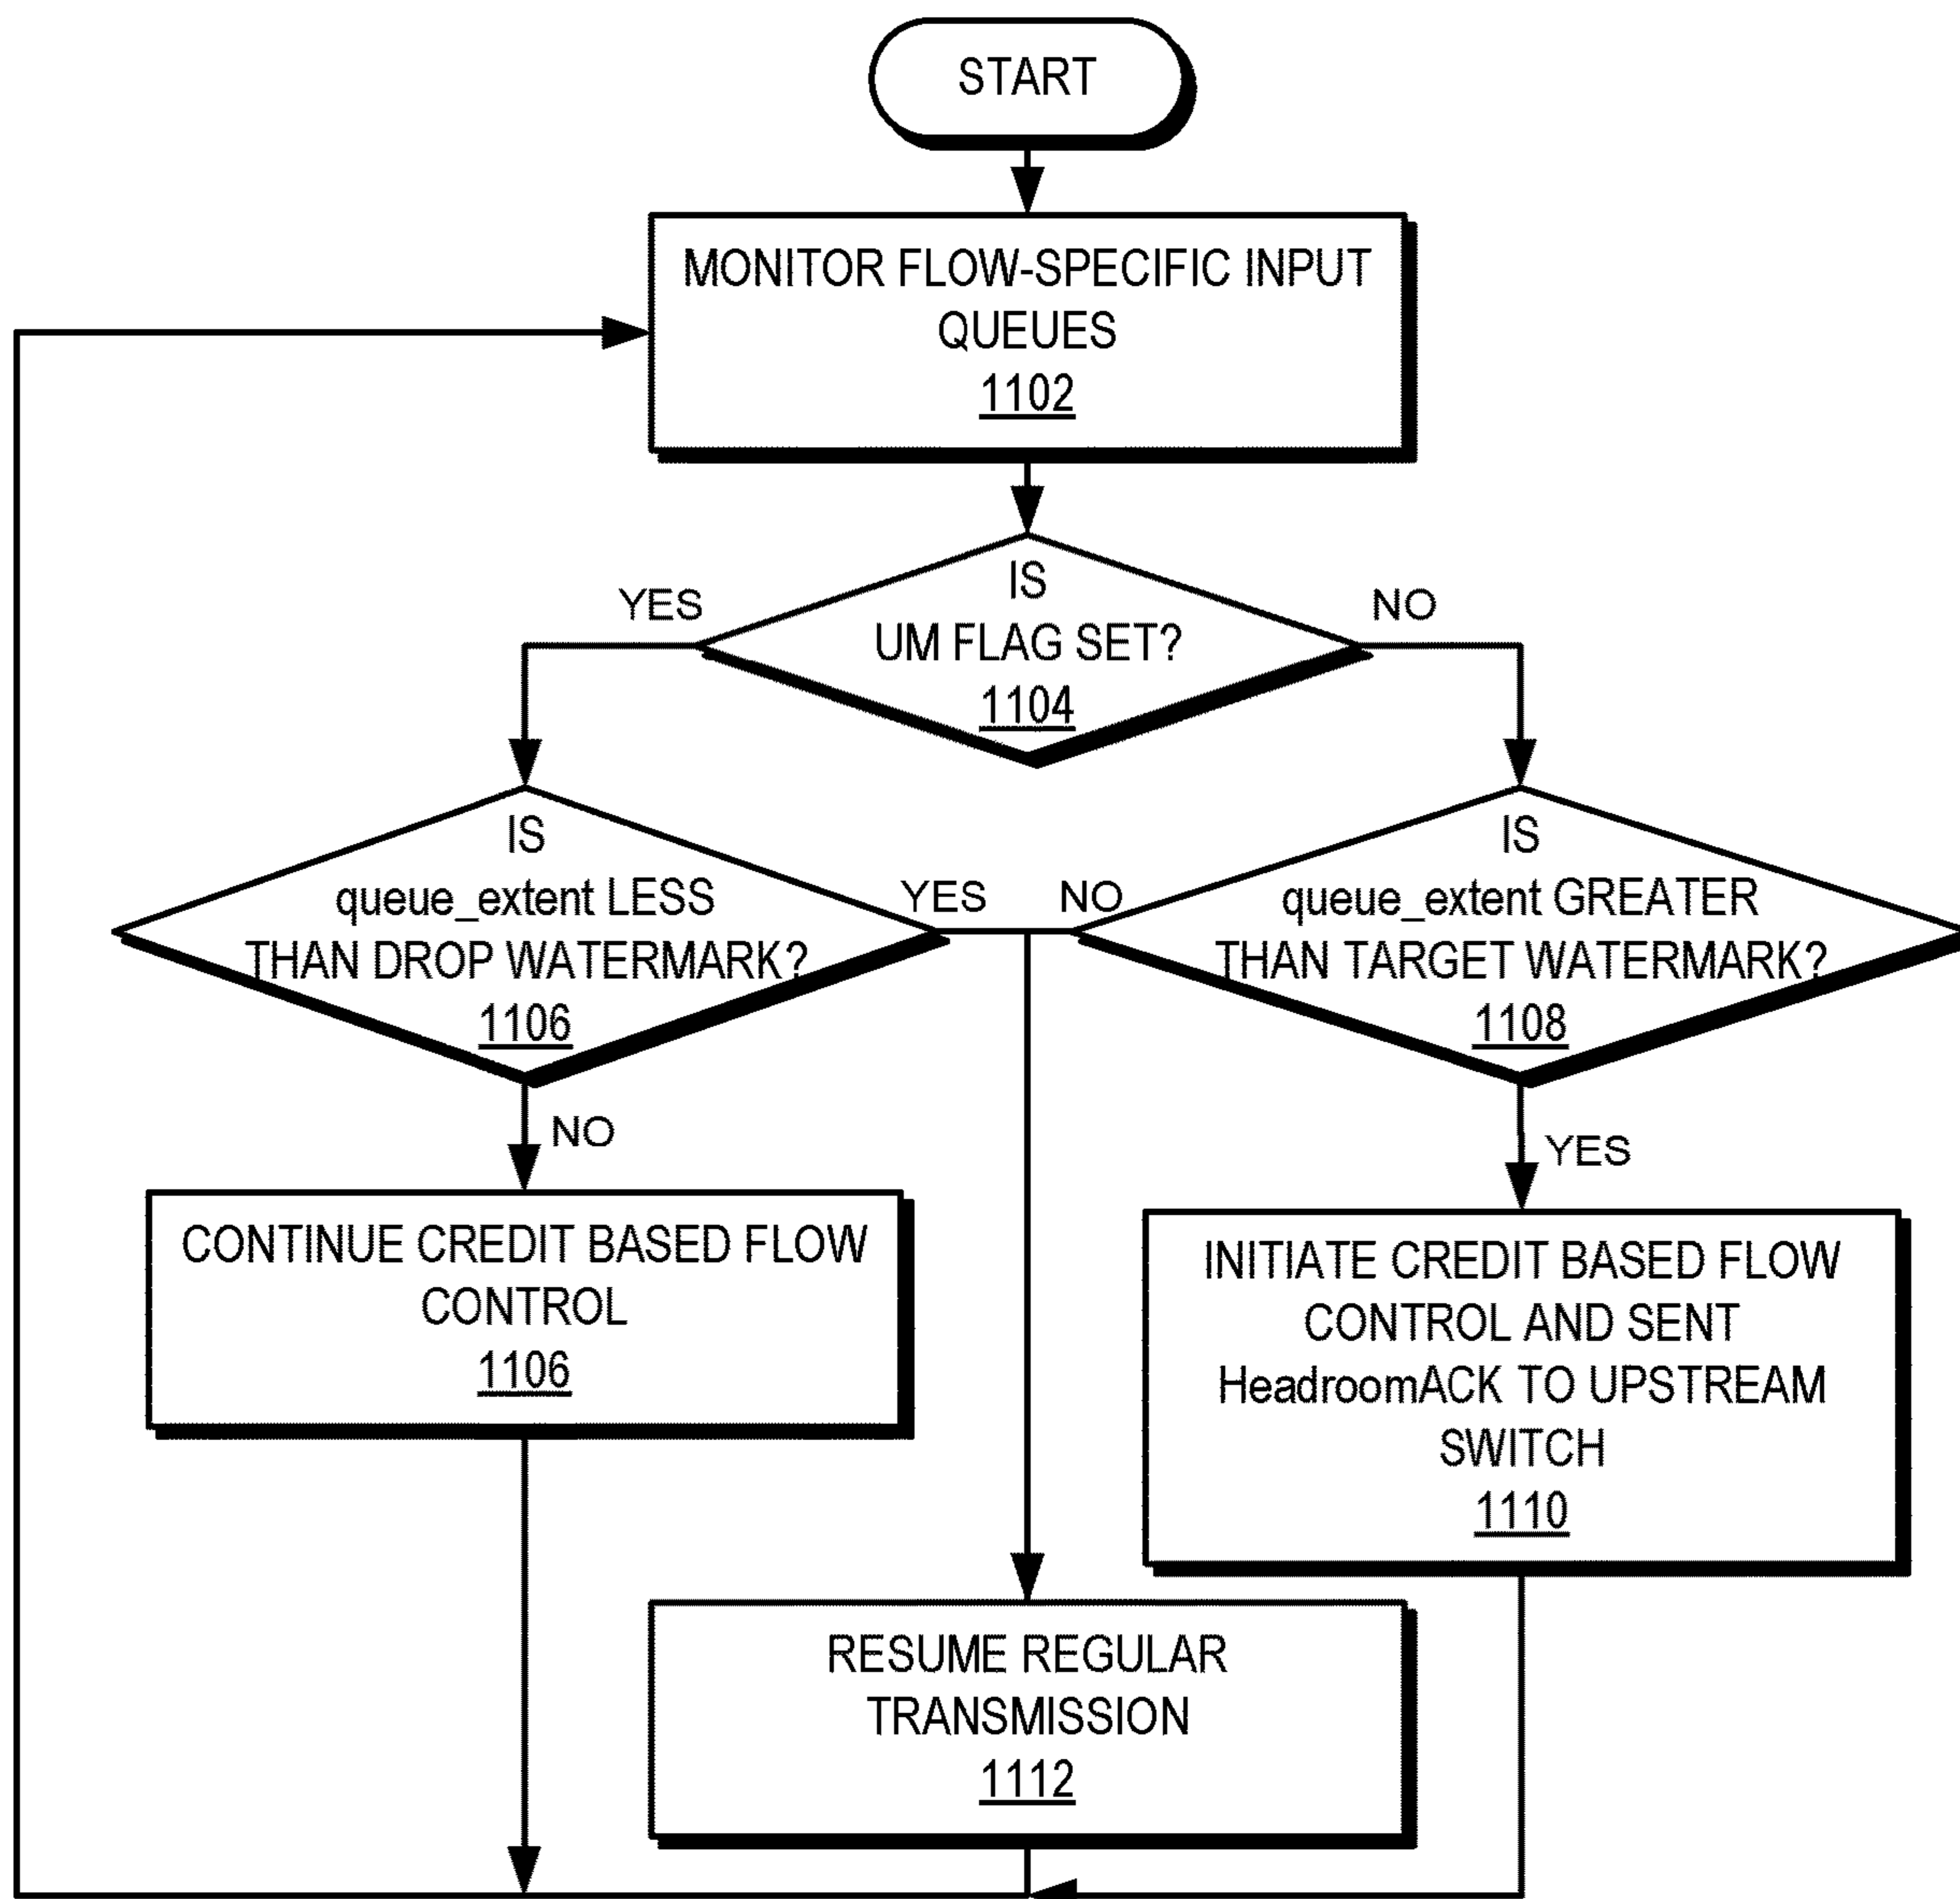 START
MONITOR FLOW-SPECIFIC INPUT
QUEUES
1102
IS
UM FLAG SET?
1104
YES
NO
IS
queue_extent LESS
THAN DROP WATERMARK?
1106
YES
NO
IS
queue_extent GREATER
THAN TARGET WATERMARK?
1108
NO
YES
CONTINUE CREDIT BASED FLOW
CONTROL
1106
INITIATE CREDIT BASED FLOW
CONTROL AND SENT
HeadroomACK TO UPSTREAM
SWITCH
1110
RESUME REGULAR
TRANSMISSION
1112